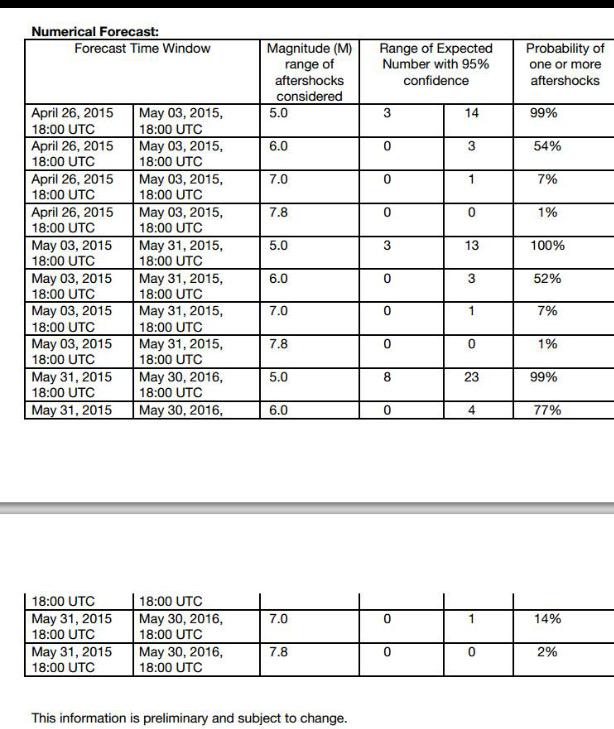 Numerical Forecast:
Forecast Time Window Magnitude (M) range of aftershocks considered Range of Expected Number with 95% confidence Probability of one or more aftershocks
April 26, 2015 18:00 UTC May 03, 2015, 18:00 UTC 5.0 3 14 99%
April 26, 2015 18:00 UTC May 03, 2015, 18:00 UTC 6.0 0 3 54%
April 26, 2015 18:00 UTC May 03, 2015, 18:00 UTC 7.0 0 1 7%
April 26, 2015 18:00 UTC May 03, 2015, 18:00 UTC 7.8 0 0 1%
May 03, 2015 18:00 UTC May 31, 2015, 18:00 UTC 5.0 3 13 100%
May 03, 2015 18:00 UTC May 31, 2015, 18:00 UTC 6.0 0 3 52%
May 03, 2015 18:00 UTC May 31, 2015, 18:00 UTC 7.0 0 1 7%
May 03, 2015 18:00 UTC May 31, 2015, 18:00 UTC 7.8 0 0 1%
May 31, 2015 18:00 UTC May 30, 2016, 18:00 UTC 5.0 8 23 99%
May 31, 2015 May 30, 2016, 6.0 0 4 77%
18:00 UTC 18:00 UTC
May 31, 2015 18:00 UTC May 30, 2016, 18:00 UTC 7.0 0 1 14%
May 31, 2015 18:00 UTC May 30, 2016, 18:00 UTC 7.8 0 0 2%
This information is preliminary and subject to change.